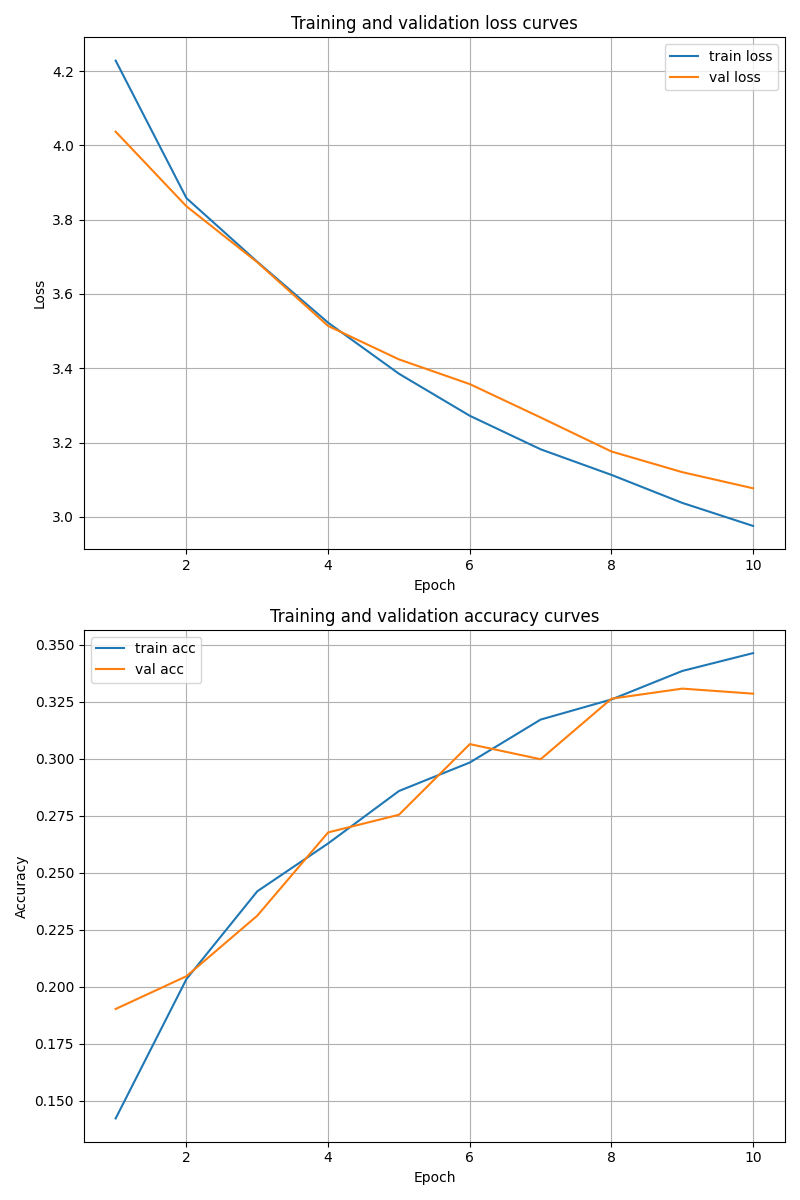 Training and validation loss curves
train loss
val loss
4.2
4.0
3.8
3.6
3.4
3.2
3.0
Loss
2 4 6 8 10
Epoch
Training and validation accuracy curves
train acc
val acc
0.350
0.325
0.300
0.275
0.250
0.225
0.200
0.175
0.150
Accuracy
2 4 6 8 10
Epoch